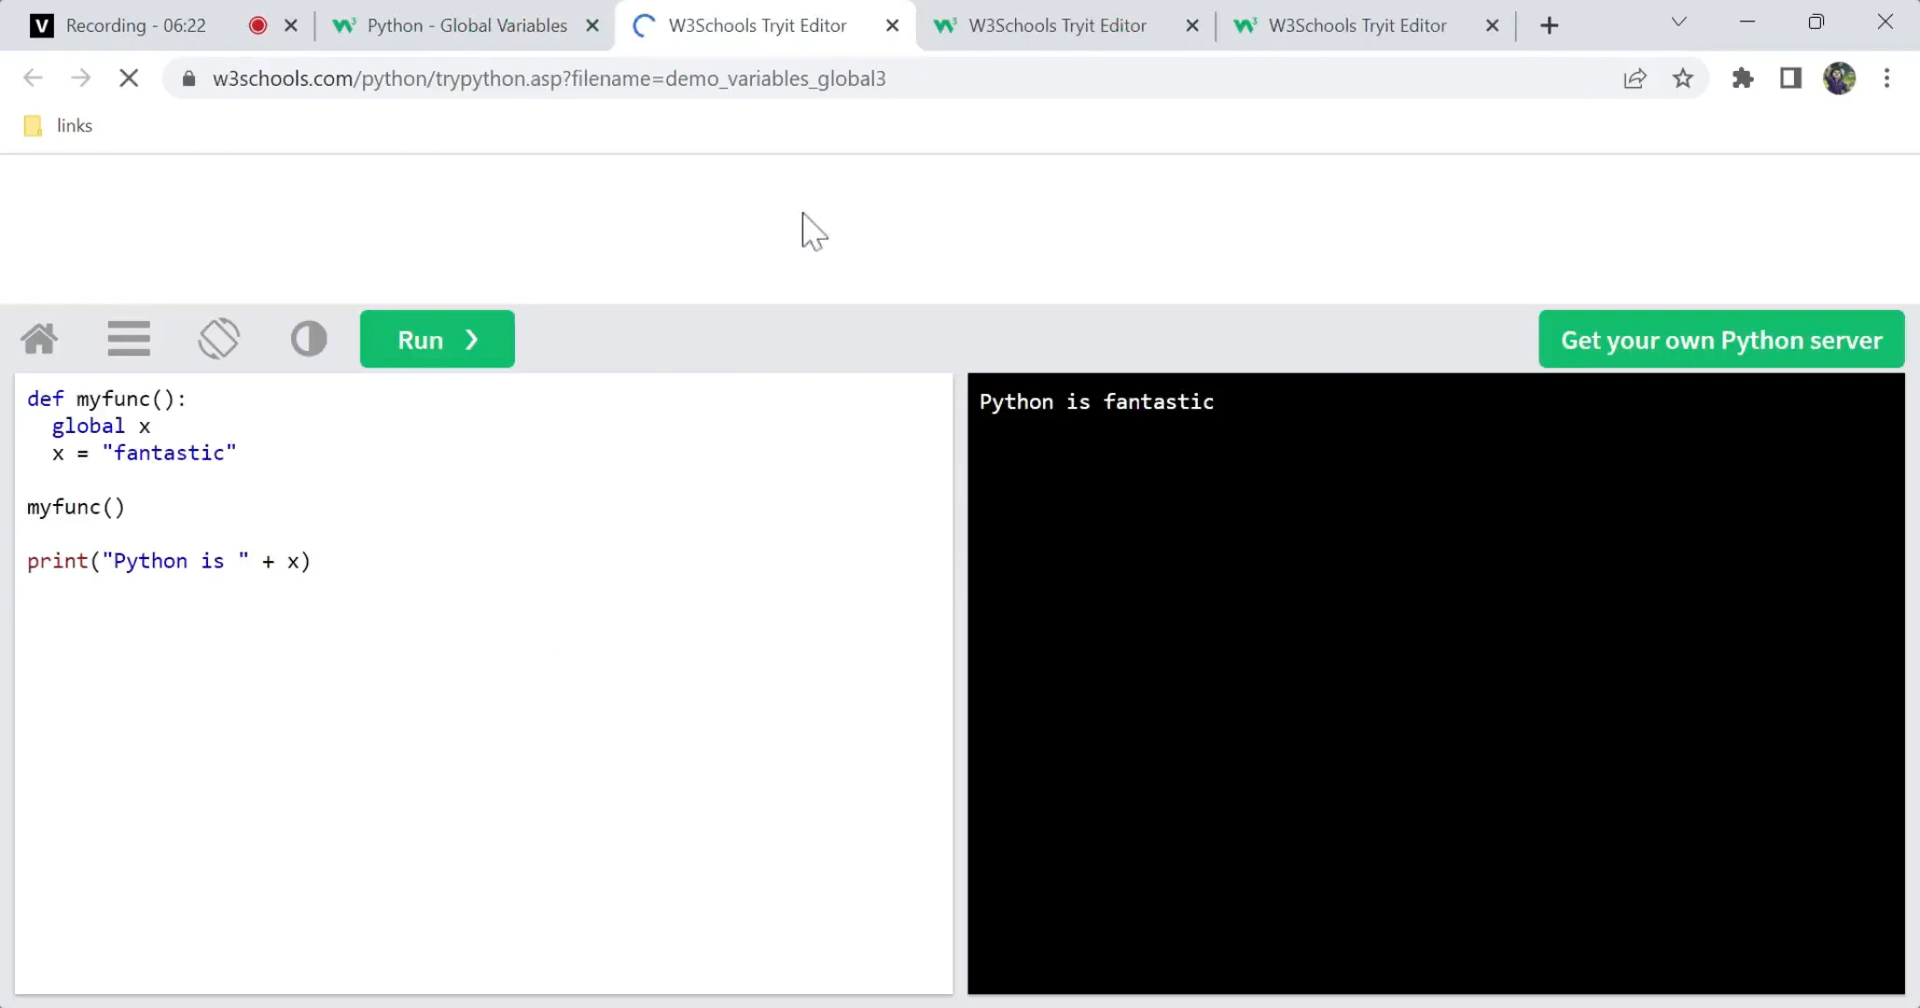 V Recording - 06:22
Python - Global Variables
W3Schools Tryit Editor
W3Schools Tryit Editor
W3Schools Tryit Editor
w3schools.com/python/trypython.asp?filename=demo_variables_global3
links
Run ❯
Get your own Python server
def myfunc():
  global x
  x = "fantastic"
myfunc()
print("Python is " + x)
Python is fantastic